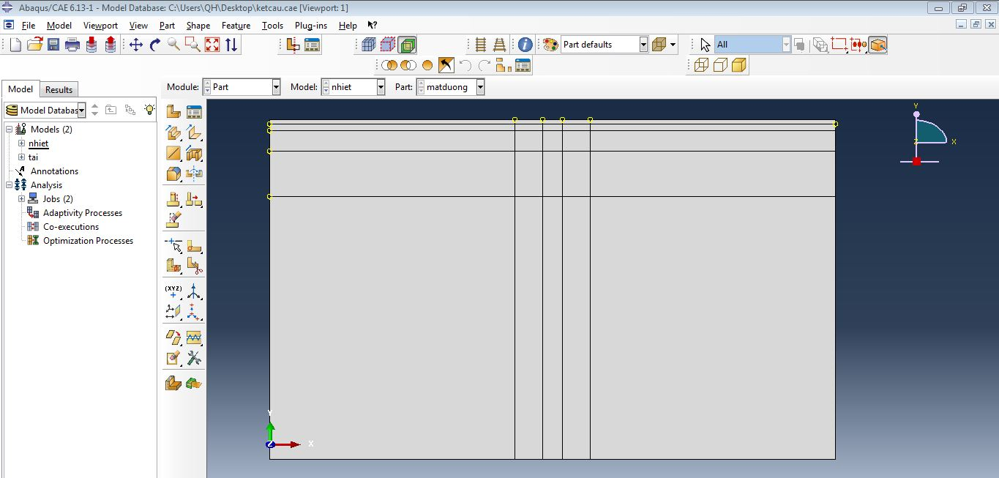 Abaqus/CAE 6.13-1 - Model Database: C:\Users\QH\Desktop\ketcau.cae [Viewport: 1]
File Model Viewport View Part Shape Feature Tools Plug-ins Help
Part defaults All
Model Results Module: Part Model: nhiet Part: matduong
Model Databas
Models (2)
nhiet
tai
Annotations
Analysis
Jobs (2)
Adaptivity Processes
Co-executions
Optimization Processes
(XYZ)
Y
Z X
Y
Z X